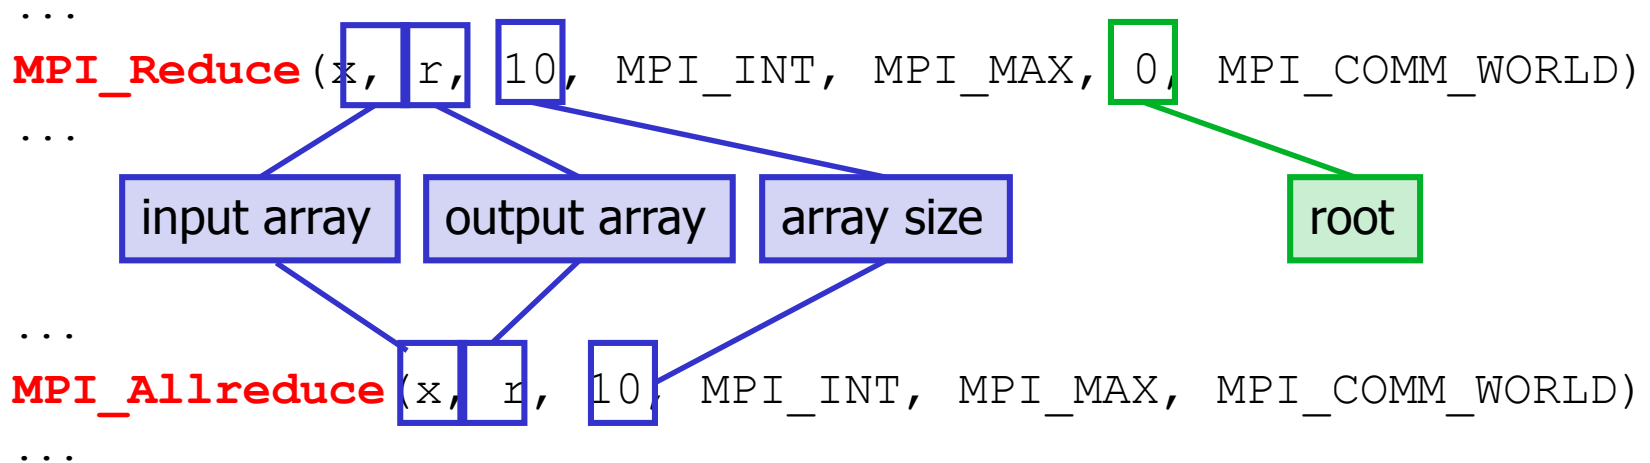 ...
MPI_Reduce(x, r, 10, MPI_INT, MPI_MAX, 0, MPI_COMM_WORLD)
...
input array output array array size root
...
MPI_Allreduce(x, r, 10, MPI_INT, MPI_MAX, MPI_COMM_WORLD)
...